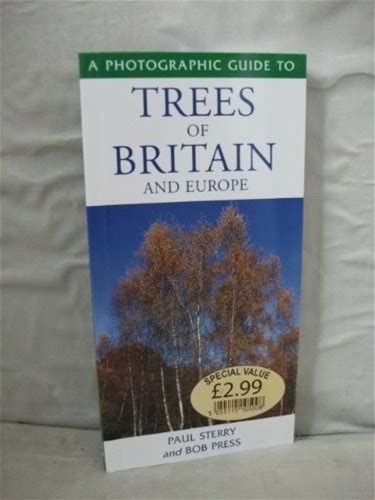 A PHOTOGRAPHIC GUIDE TO
TREES
OF
BRITAIN
AND EUROPE
SPECIAL VALUE
£2.99
PAUL STERRY
and BOB PRESS